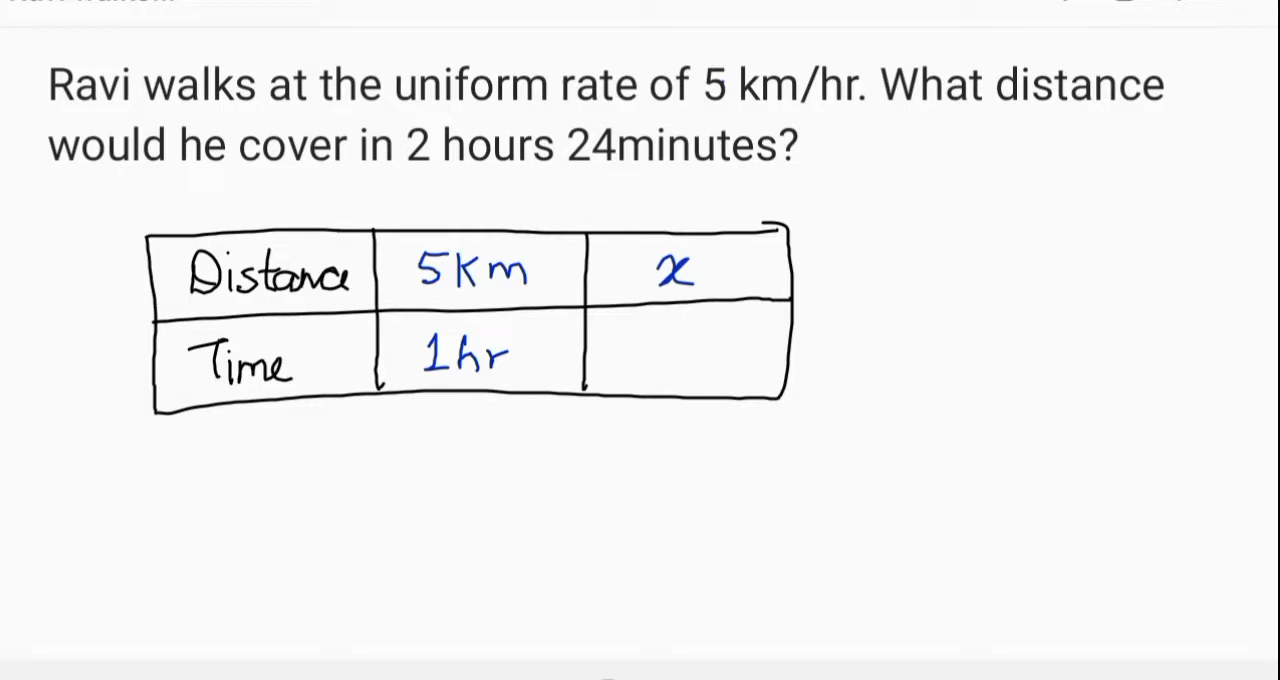 Ravi walks at the uniform rate of 5 km/hr. What distance
would he cover in 2 hours 24minutes?
Distance 5km x
Time 1hr